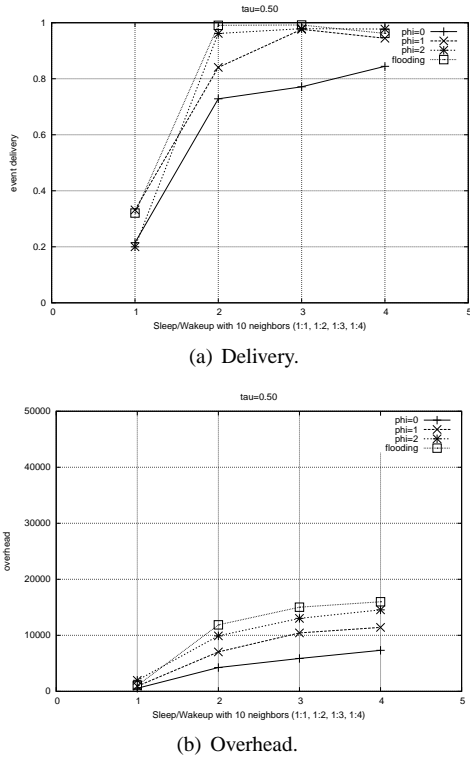 tau=0.50
1
0.8
0.6
0.4
0.2
0
event delivery
phi=0
phi=1
phi=2
flooding
0 1 2 3 4 5
Sleep/Wakeup with 10 neighbors (1:1, 1:2, 1:3, 1:4)
(a) Delivery.
tau=0.50
50000
40000
30000
20000
10000
0
overhead
phi=0
phi=1
phi=2
flooding
0 1 2 3 4 5
Sleep/Wakeup with 10 neighbors (1:1, 1:2, 1:3, 1:4)
(b) Overhead.